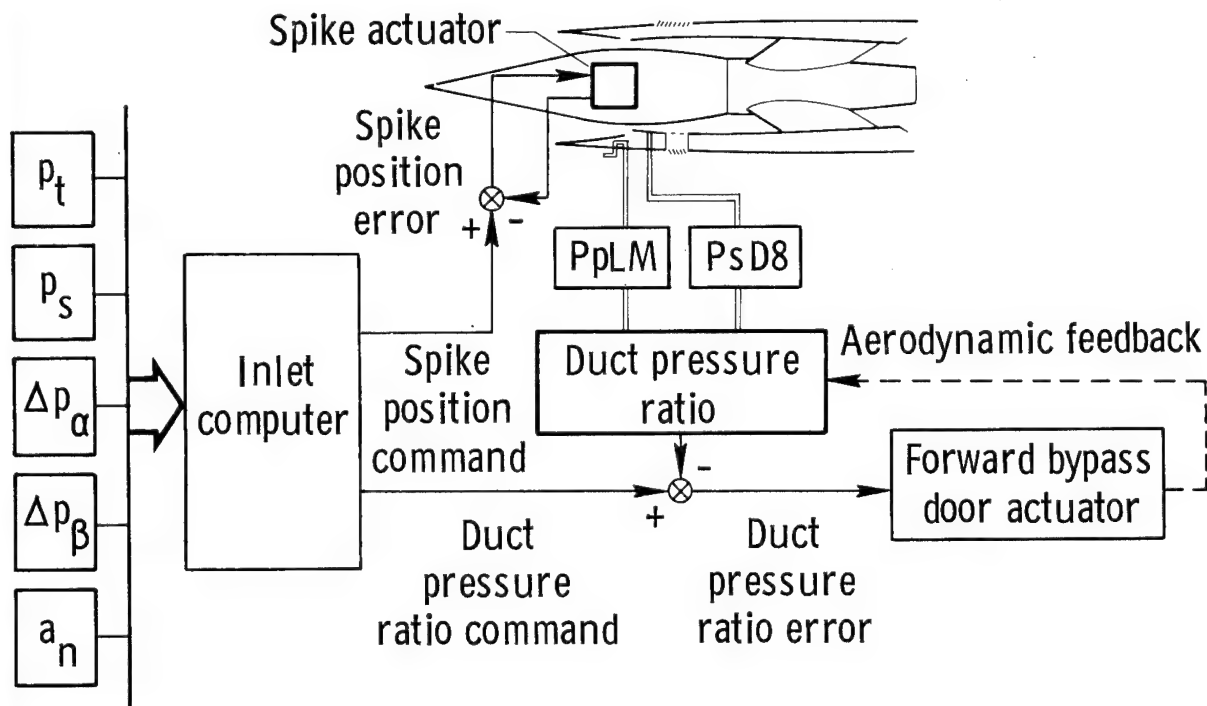 Spike actuator
Spike
position
error
+
-
p_t
p_s
Δp_α
Δp_β
a_n
Inlet
computer
PpLM
PsD8
Spike
position
command
Duct pressure
ratio
Aerodynamic feedback
-
+
Forward bypass
door actuator
Duct
pressure
ratio command
Duct
pressure
ratio error